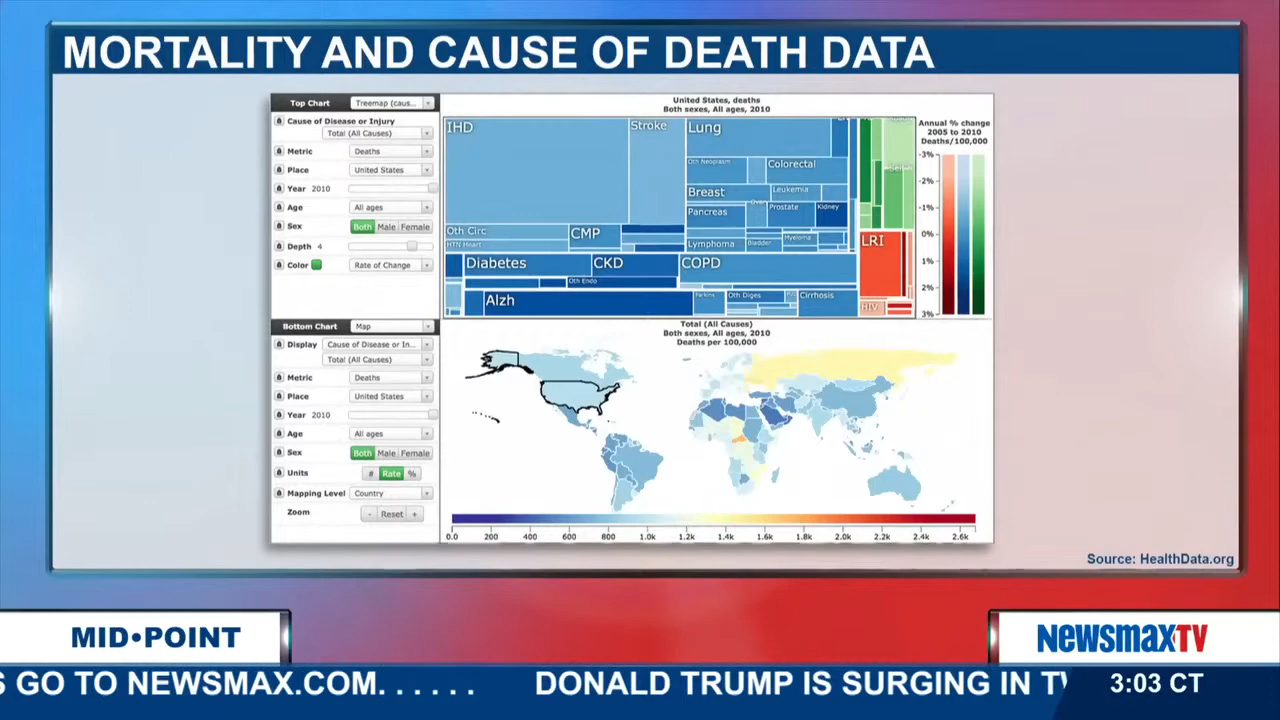 MORTALITY AND CAUSE OF DEATH DATA
Top Chart
Treemap (caus...
Cause of Disease or Injury
Total (All Causes)
Metric
Deaths
Place
United States
Year 2010
Age
All ages
Sex
Both Male Female
Depth 4
Color
Rate of Change
United States, deaths
Both sexes, All ages, 2010
IHD
Stroke
Lung
Oth Neoplasm
Colorectal
Breast
Leukemia
Pancreas
Prostate
Kidney
Oth Circ
CMP
HTN Heart
Lymphoma
Bladder
Myeloma
Diabetes
CKD
COPD
Oth Endo
Alzh
Parkins
Oth Diges
Cirrhosis
LRI
HIV
Annual % change
2005 to 2010
Deaths/100,000
-3%
-2%
-1%
0%
1%
2%
3%
Bottom Chart
Map
Display
Cause of Disease or In...
Total (All Causes)
Metric
Deaths
Place
United States
Year 2010
Age
All ages
Sex
Both Male Female
Units
# Rate %
Mapping Level
Country
Zoom
- Reset +
Total (All Causes)
Both sexes, All ages, 2010
Deaths per 100,000
0.0 200 400 600 800 1.0k 1.2k 1.4k 1.6k 1.8k 2.0k 2.2k 2.4k 2.6k
Source: HealthData.org
MID•POINT
NEWSMAXTV
S GO TO NEWSMAX.COM. . . . . . DONALD TRUMP IS SURGING IN TV
3:03 CT